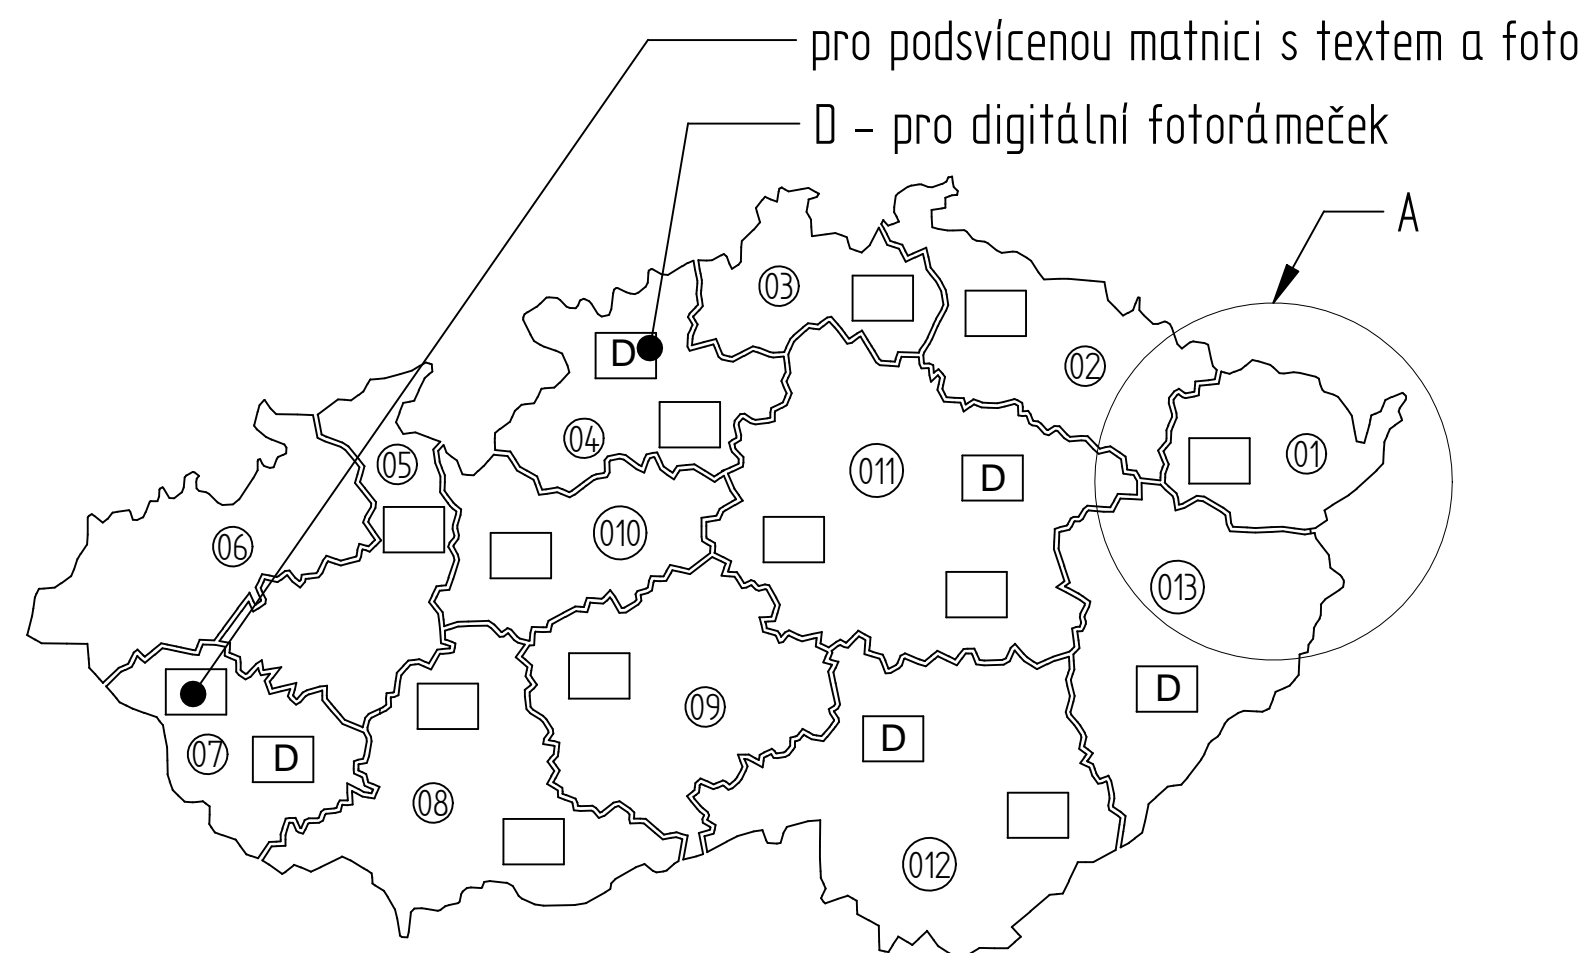 pro podsvícenou matnici s textem a foto
D - pro digitální fotorámeček
A
03
02
D
04
01
05
011
D
06
010
013
D
09
D
07
D
08
012